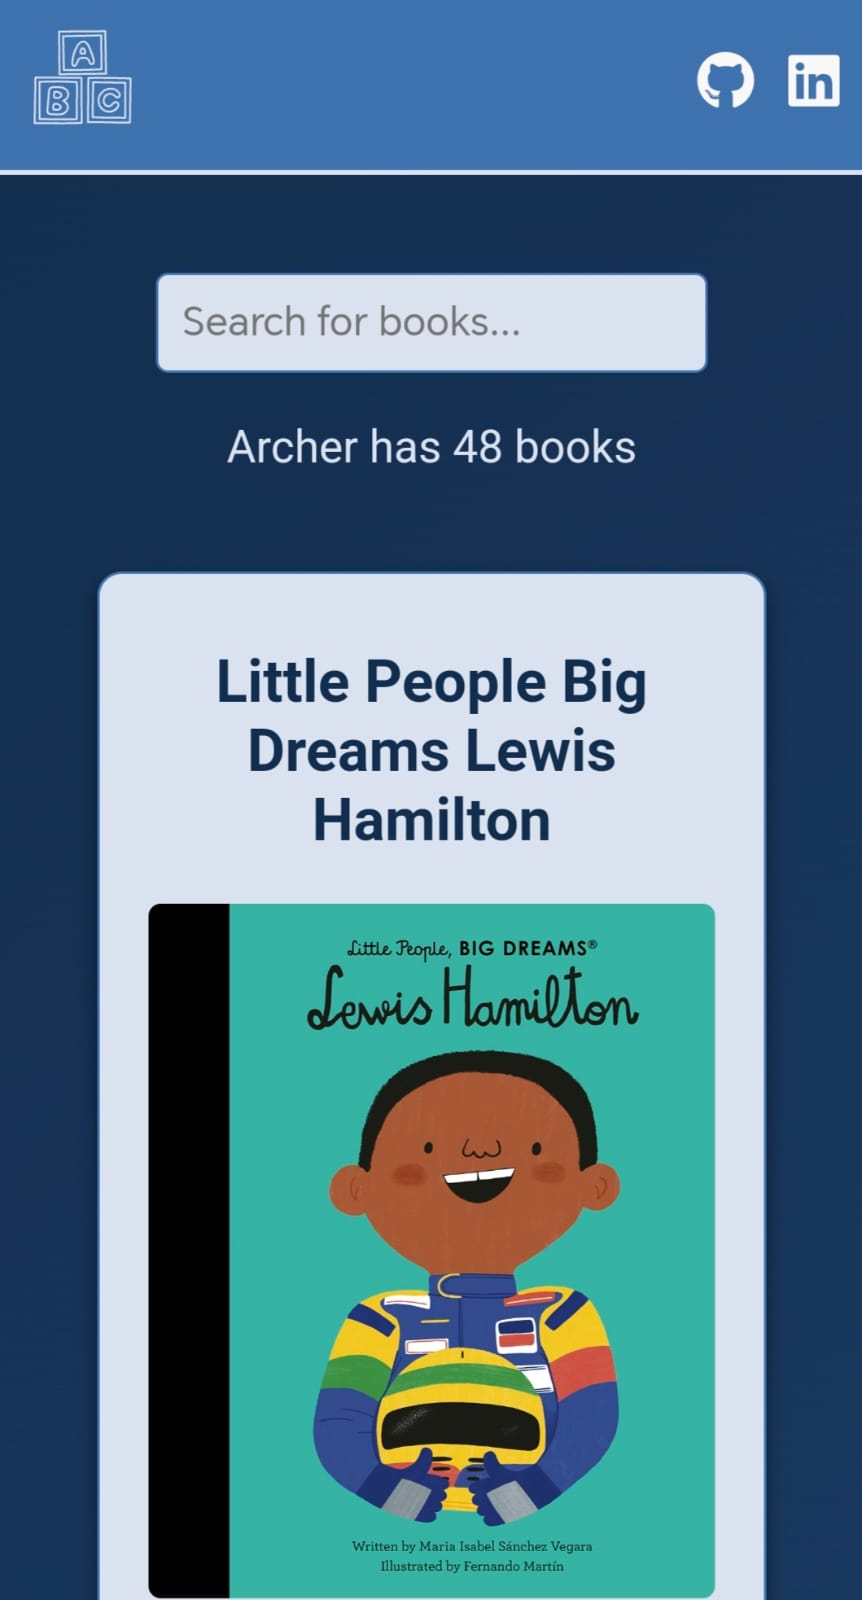 A
B C
in
Search for books...
Archer has 48 books
Little People Big
Dreams Lewis
Hamilton
Little People, BIG DREAMS®
Lewis Hamilton
Written by Maria Isabel Sánchez Vegara
Illustrated by Fernando Martín